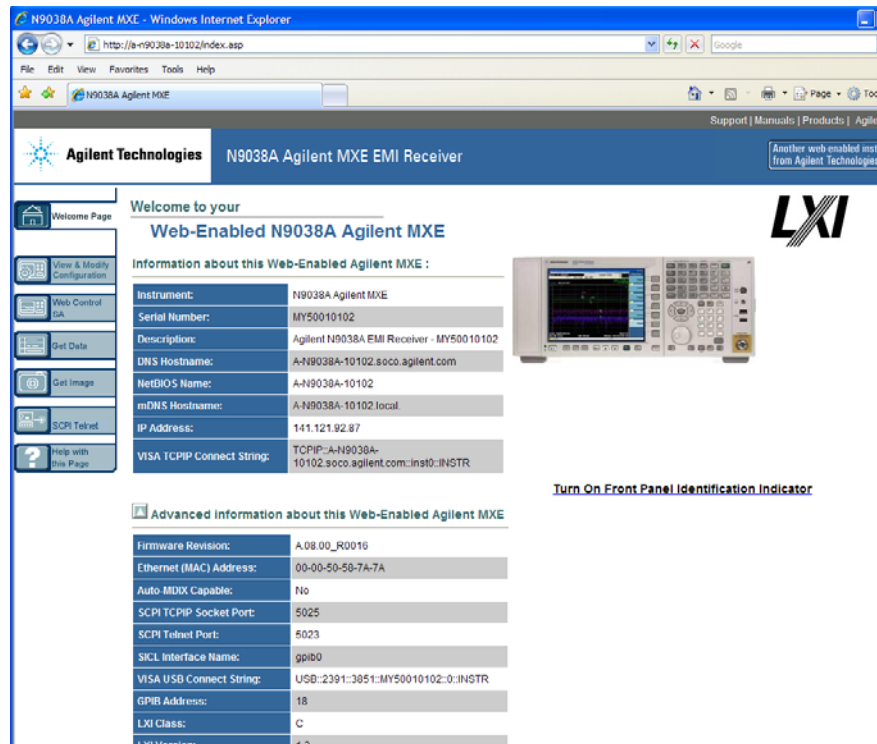 N9038A Agilent MXE - Windows Internet Explorer
http://a-n9038a-10102/index.asp
Google
File Edit View Favorites Tools Help
N9038A Agilent MXE
Page
Support | Manuals | Products |
Agilent Technologies
N9038A Agilent MXE EMI Receiver
Another web-enabled
from Agilent Technologies
Welcome Page
View & Modify
Configuration
Web Control
SA
Get Data
Get Image
SCPI Telnet
Help with
this Page
Welcome to your
Web-Enabled N9038A Agilent MXE
Information about this Web-Enabled Agilent MXE :
Instrument: N9038A Agilent MXE
Serial Number: MY50010102
Description: Agilent N9038A EMI Receiver - MY50010102
DNS Hostname: A-N9038A-10102.soco.agilent.com
NetBIOS Name: A-N9038A-10102
mDNS Hostname: A-N9038A-10102.local.
IP Address: 141.121.92.87
VISA TCPIP Connect String: TCPIP::A-N9038A-
10102.soco.agilent.com::inst0::INSTR
LXI
Turn On Front Panel Identification Indicator
Advanced information about this Web-Enabled Agilent MXE
Firmware Revision: A.08.00_R0016
Ethernet (MAC) Address: 00-00-50-58-7A-7A
Auto-MDIX Capable: No
SCPI TCPIP Socket Port: 5025
SCPI Telnet Port: 5023
SICL Interface Name: gpib0
VISA USB Connect String: USB::2391::3851::MY50010102::0::INSTR
GPIB Address: 18
LXI Class: C